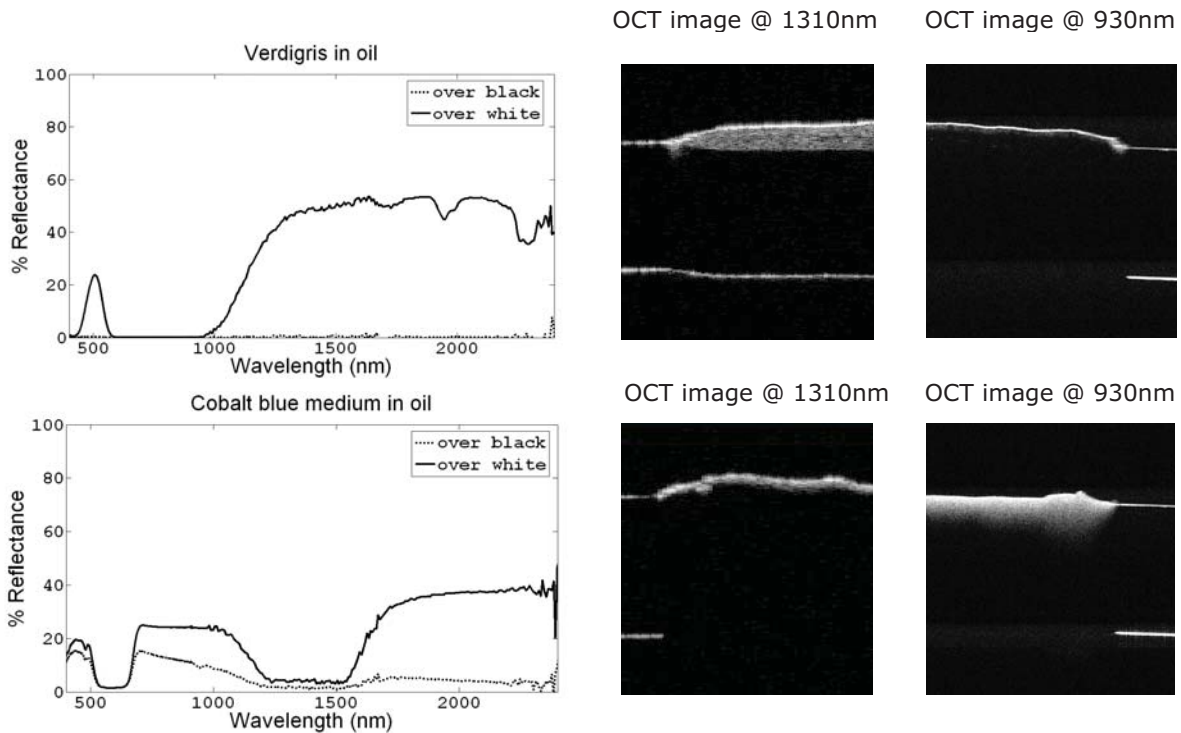 OCT image @ 1310nm
OCT image @ 930nm
Verdigris in oil
100
80
60
40
20
0
% Reflectance
over black
over white
500
1000
1500
2000
Wavelength (nm)
OCT image @ 1310nm
OCT image @ 930nm
Cobalt blue medium in oil
100
80
60
40
20
0
% Reflectance
over black
over white
500
1000
1500
2000
Wavelength (nm)